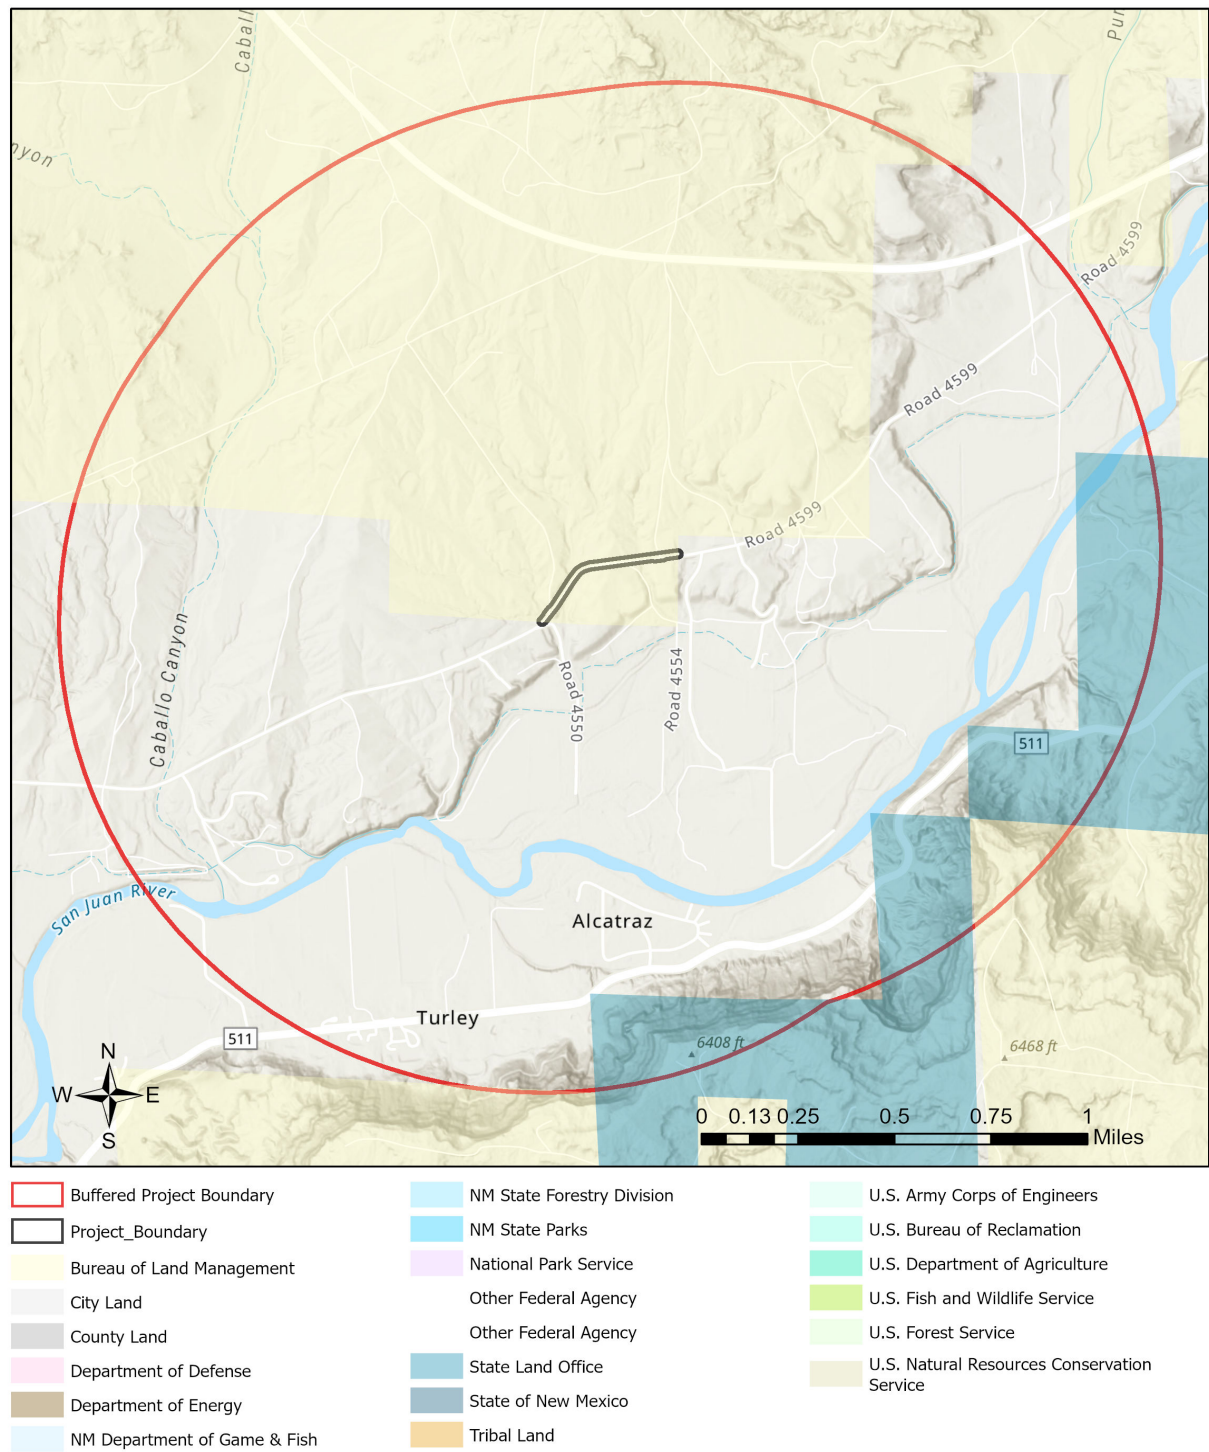 Caball
Pur
nyon
Road 4599
Road 4599
Road 4599
Caballo Canyon
Road 4550
Road 4554
511
San Juan River
Alcatraz
Turley
511
6408 ft
6468 ft
N
W E
S
0 0.13 0.25 0.5 0.75 1
Miles
Buffered Project Boundary
Project_Boundary
Bureau of Land Management
City Land
County Land
Department of Defense
Department of Energy
NM Department of Game & Fish
NM State Forestry Division
NM State Parks
National Park Service
Other Federal Agency
Other Federal Agency
State Land Office
State of New Mexico
Tribal Land
U.S. Army Corps of Engineers
U.S. Bureau of Reclamation
U.S. Department of Agriculture
U.S. Fish and Wildlife Service
U.S. Forest Service
U.S. Natural Resources Conservation
Service